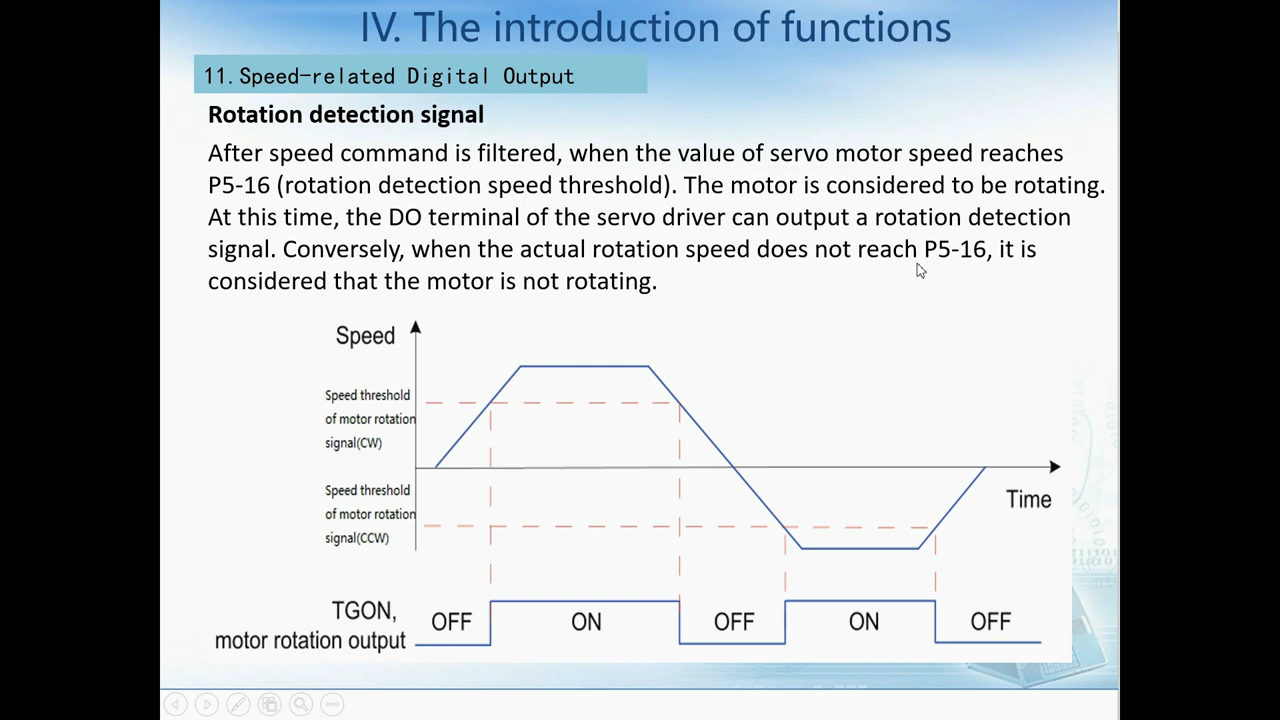 IV. The introduction of functions
11. Speed-related Digital Output
Rotation detection signal
After speed command is filtered, when the value of servo motor speed reaches
P5-16 (rotation detection speed threshold). The motor is considered to be rotating.
At this time, the DO terminal of the servo driver can output a rotation detection
signal. Conversely, when the actual rotation speed does not reach P5-16, it is
considered that the motor is not rotating.
Speed
Speed threshold
of motor rotation
signal(CW)
Speed threshold
of motor rotation
signal(CCW)
Time
TGON,
motor rotation output
OFF ON OFF ON OFF